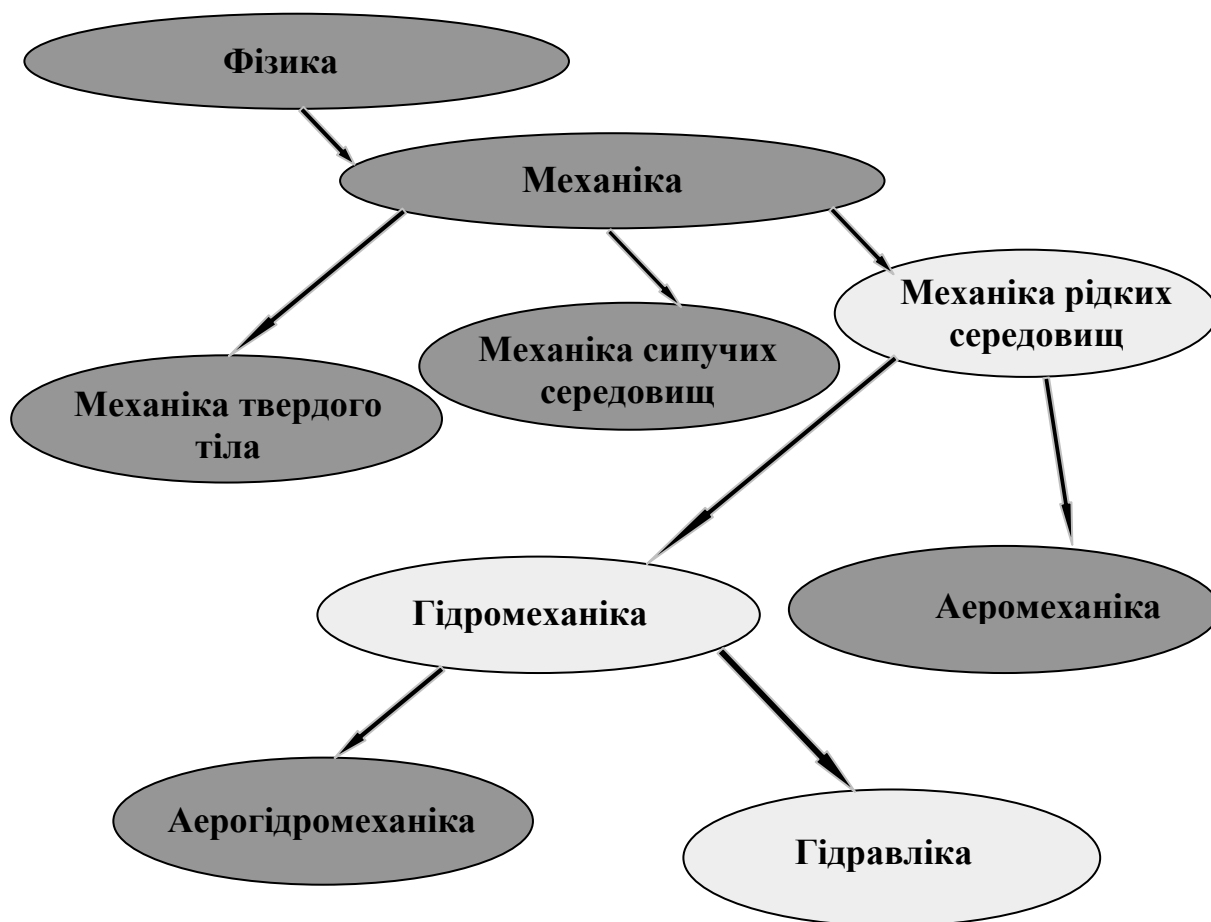 Фізика
Механіка
Механіка рідких
середовищ
Механіка сипучих
середовищ
Механіка твердого
тіла
Гідромеханіка
Аеромеханіка
Аерогідромеханіка
Гідравліка